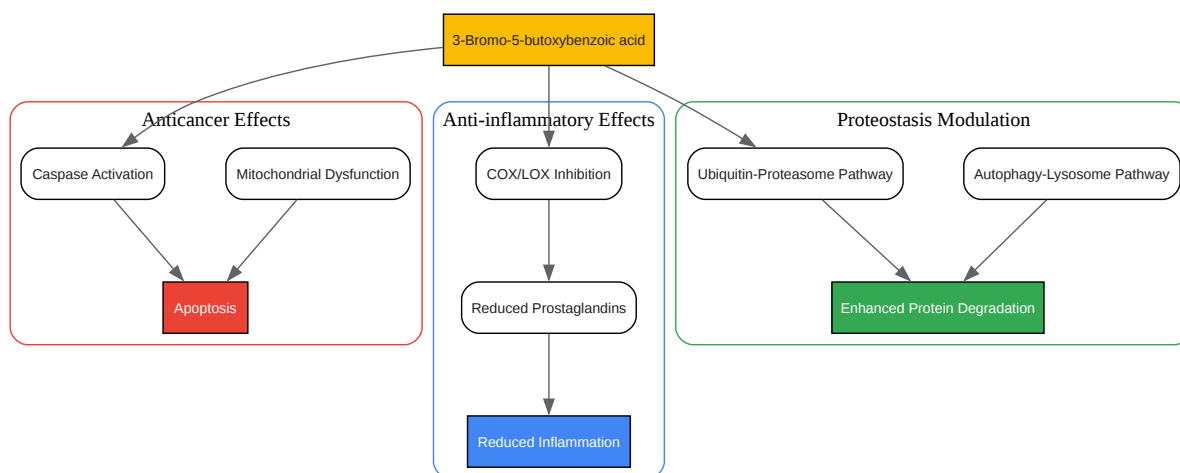 3-Bromo-5-butoxybenzoic acid
Anticancer Effects
Anti-inflammatory Effects
Proteostasis Modulation
Caspase Activation
Mitochondrial Dysfunction
COX/LOX Inhibition
Ubiquitin-Proteasome Pathway
Autophagy-Lysosome Pathway
Apoptosis
Reduced Prostaglandins
Enhanced Protein Degradation
Reduced Inflammation